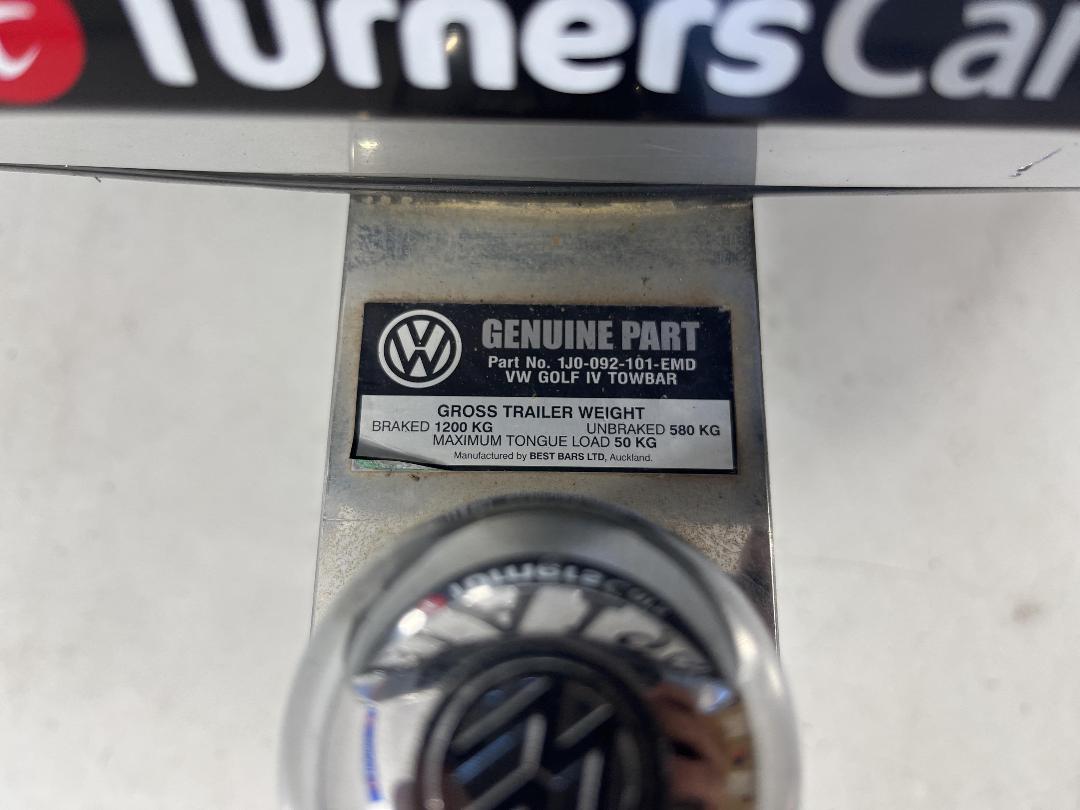 Turners Car
GENUINE PART
Part No. 1J0-092-101-EMD
VW GOLF IV TOWBAR
GROSS TRAILER WEIGHT
BRAKED 1200 KG UNBRAKED 580 KG
MAXIMUM TONGUE LOAD 50 KG
Manufactured by BEST BARS LTD, Auckland.